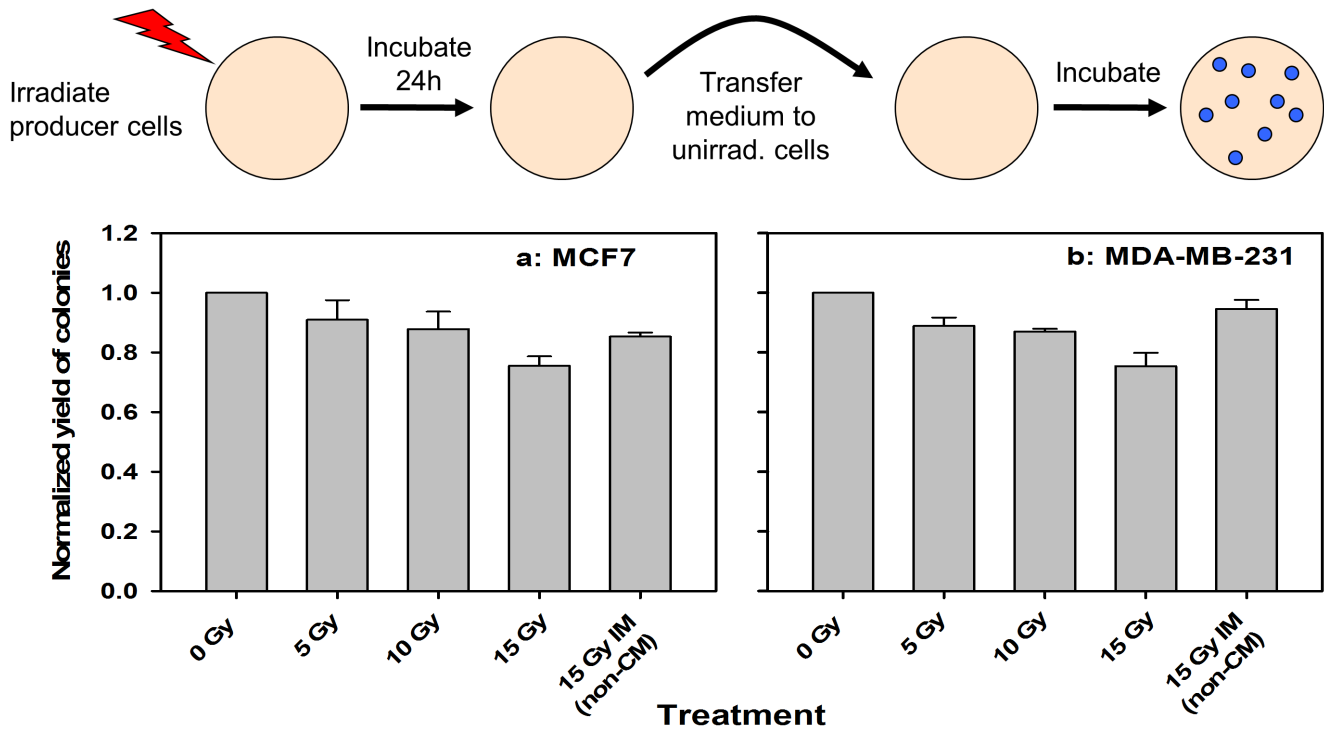 Irradiate
producer cells
Incubate
24h
Transfer
medium to
unirrad. cells
Incubate
Normalized yield of colonies
1.2
1.0
0.8
0.6
0.4
0.2
0.0
a: MCF7
b: MDA-MB-231
0 Gy
5 Gy
10 Gy
15 Gy
15 Gy IM
(non-CM)
0 Gy
5 Gy
10 Gy
15 Gy
15 Gy IM
(non-CM)
Treatment